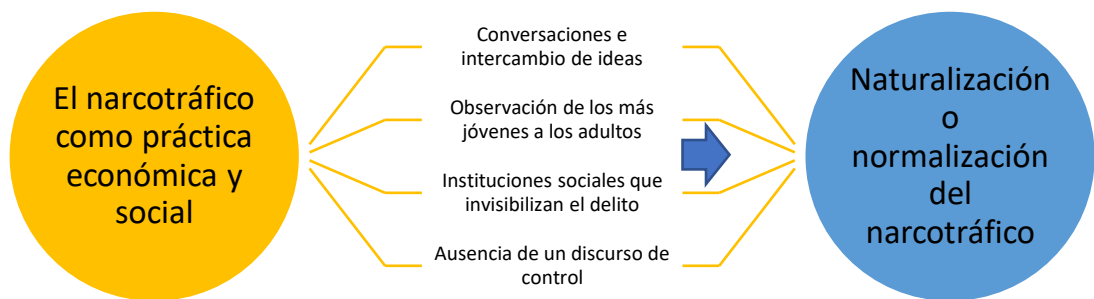 El narcotráfico
como práctica
económica y
social
Conversaciones e
intercambio de ideas
Observación de los más
jóvenes a los adultos
Instituciones sociales que
invisibilizan el delito
Ausencia de un discurso de
control
Naturalización
o
normalización
del
narcotráfico